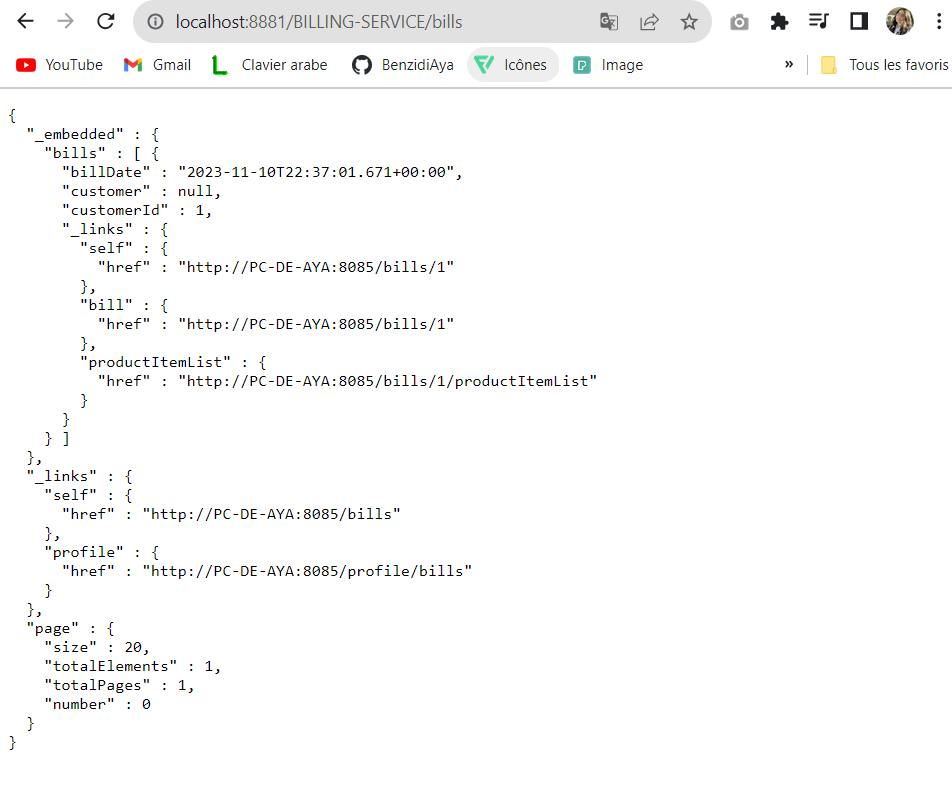 localhost:8881/BILLING-SERVICE/bills
YouTube Gmail Clavier arabe BenzidiAya Icônes Image » Tous les favoris
{
  "_embedded" : {
    "bills" : [ {
      "billDate" : "2023-11-10T22:37:01.671+00:00",
      "customer" : null,
      "customerId" : 1,
      "_links" : {
        "self" : {
          "href" : "http://PC-DE-AYA:8085/bills/1"
        },
        "bill" : {
          "href" : "http://PC-DE-AYA:8085/bills/1"
        },
        "productItemList" : {
          "href" : "http://PC-DE-AYA:8085/bills/1/productItemList"
        }
      }
    } ]
  },
  "_links" : {
    "self" : {
      "href" : "http://PC-DE-AYA:8085/bills"
    },
    "profile" : {
      "href" : "http://PC-DE-AYA:8085/profile/bills"
    }
  },
  "page" : {
    "size" : 20,
    "totalElements" : 1,
    "totalPages" : 1,
    "number" : 0
  }
}